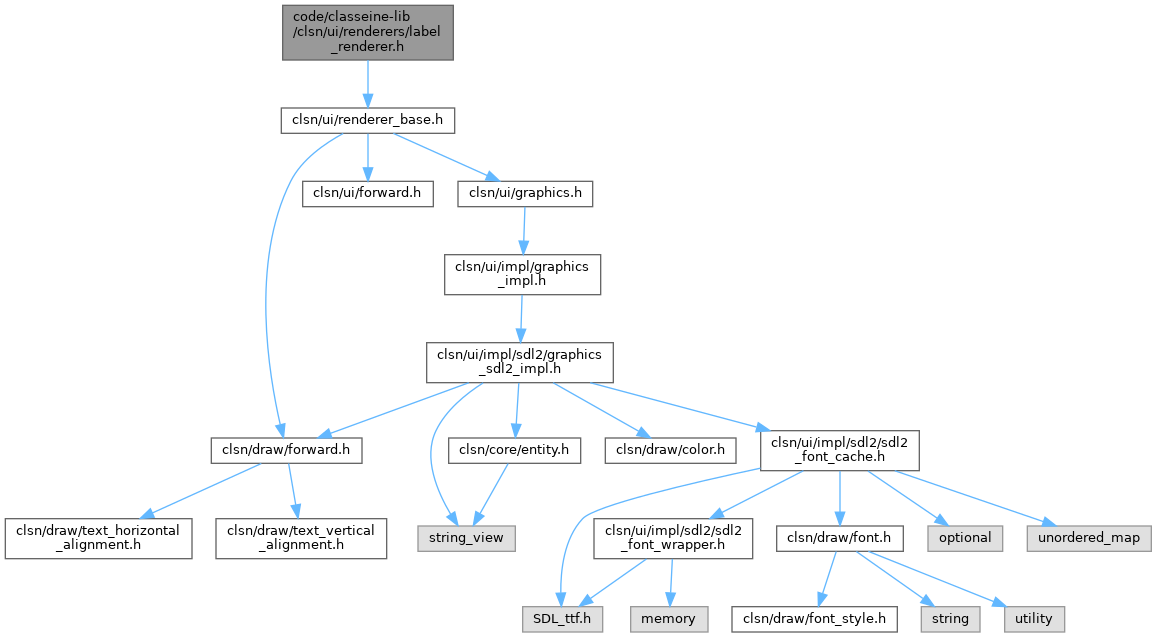 code/classeine-lib
/clsn/ui/renderers/label
_renderer.h
clsn/ui/renderer_base.h
clsn/ui/forward.h
clsn/ui/graphics.h
clsn/ui/impl/graphics
_impl.h
clsn/ui/impl/sdl2/graphics
_sdl2_impl.h
clsn/draw/forward.h
clsn/core/entity.h
clsn/draw/color.h
clsn/ui/impl/sdl2/sdl2
_font_cache.h
clsn/draw/text_horizontal
_alignment.h
clsn/draw/text_vertical
_alignment.h
string_view
clsn/ui/impl/sdl2/sdl2
_font_wrapper.h
clsn/draw/font.h
optional
unordered_map
SDL_ttf.h
memory
clsn/draw/font_style.h
string
utility